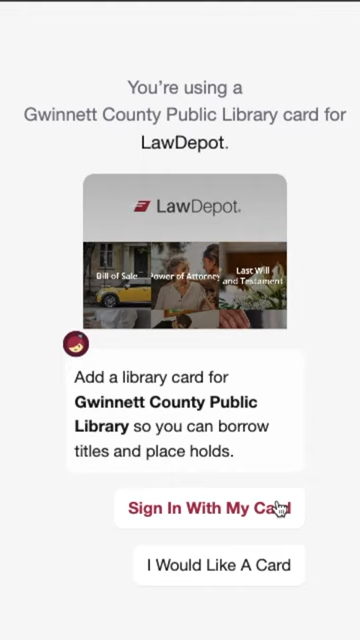 You're using a
Gwinnett County Public Library card for
LawDepot.
LawDepot.
Bill of Sale
Power of Attorney
Last Will
and Testament
Add a library card for
Gwinnett County Public
Library so you can borrow
titles and place holds.
Sign In With My Card
I Would Like A Card